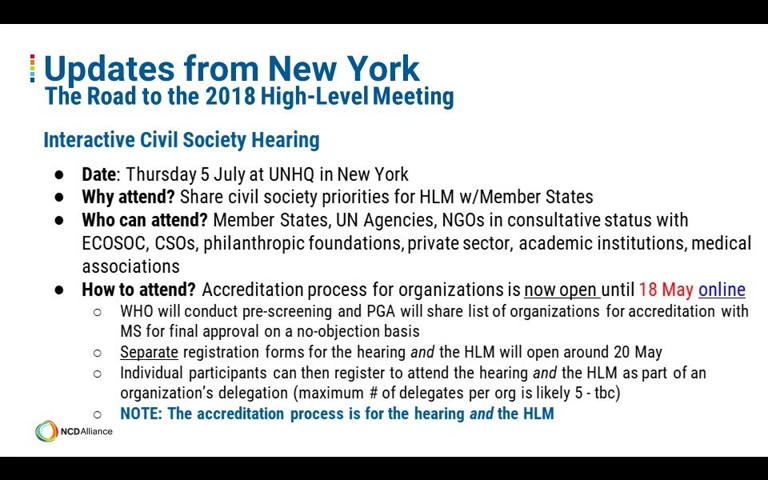 Updates from New York
The Road to the 2018 High-Level Meeting
Interactive Civil Society Hearing
● Date: Thursday 5 July at UNHQ in New York
● Why attend? Share civil society priorities for HLM w/Member States
● Who can attend? Member States, UN Agencies, NGOs in consultative status with
ECOSOC, CSOs, philanthropic foundations, private sector, academic institutions, medical
associations
● How to attend? Accreditation process for organizations is now open until 18 May online
○ WHO will conduct pre-screening and PGA will share list of organizations for accreditation with
MS for final approval on a no-objection basis
○ Separate registration forms for the hearing and the HLM will open around 20 May
○ Individual participants can then register to attend the hearing and the HLM as part of an
organization's delegation (maximum # of delegates per org is likely 5 - tbc)
○ NOTE: The accreditation process is for the hearing and the HLM
NCDAlliance